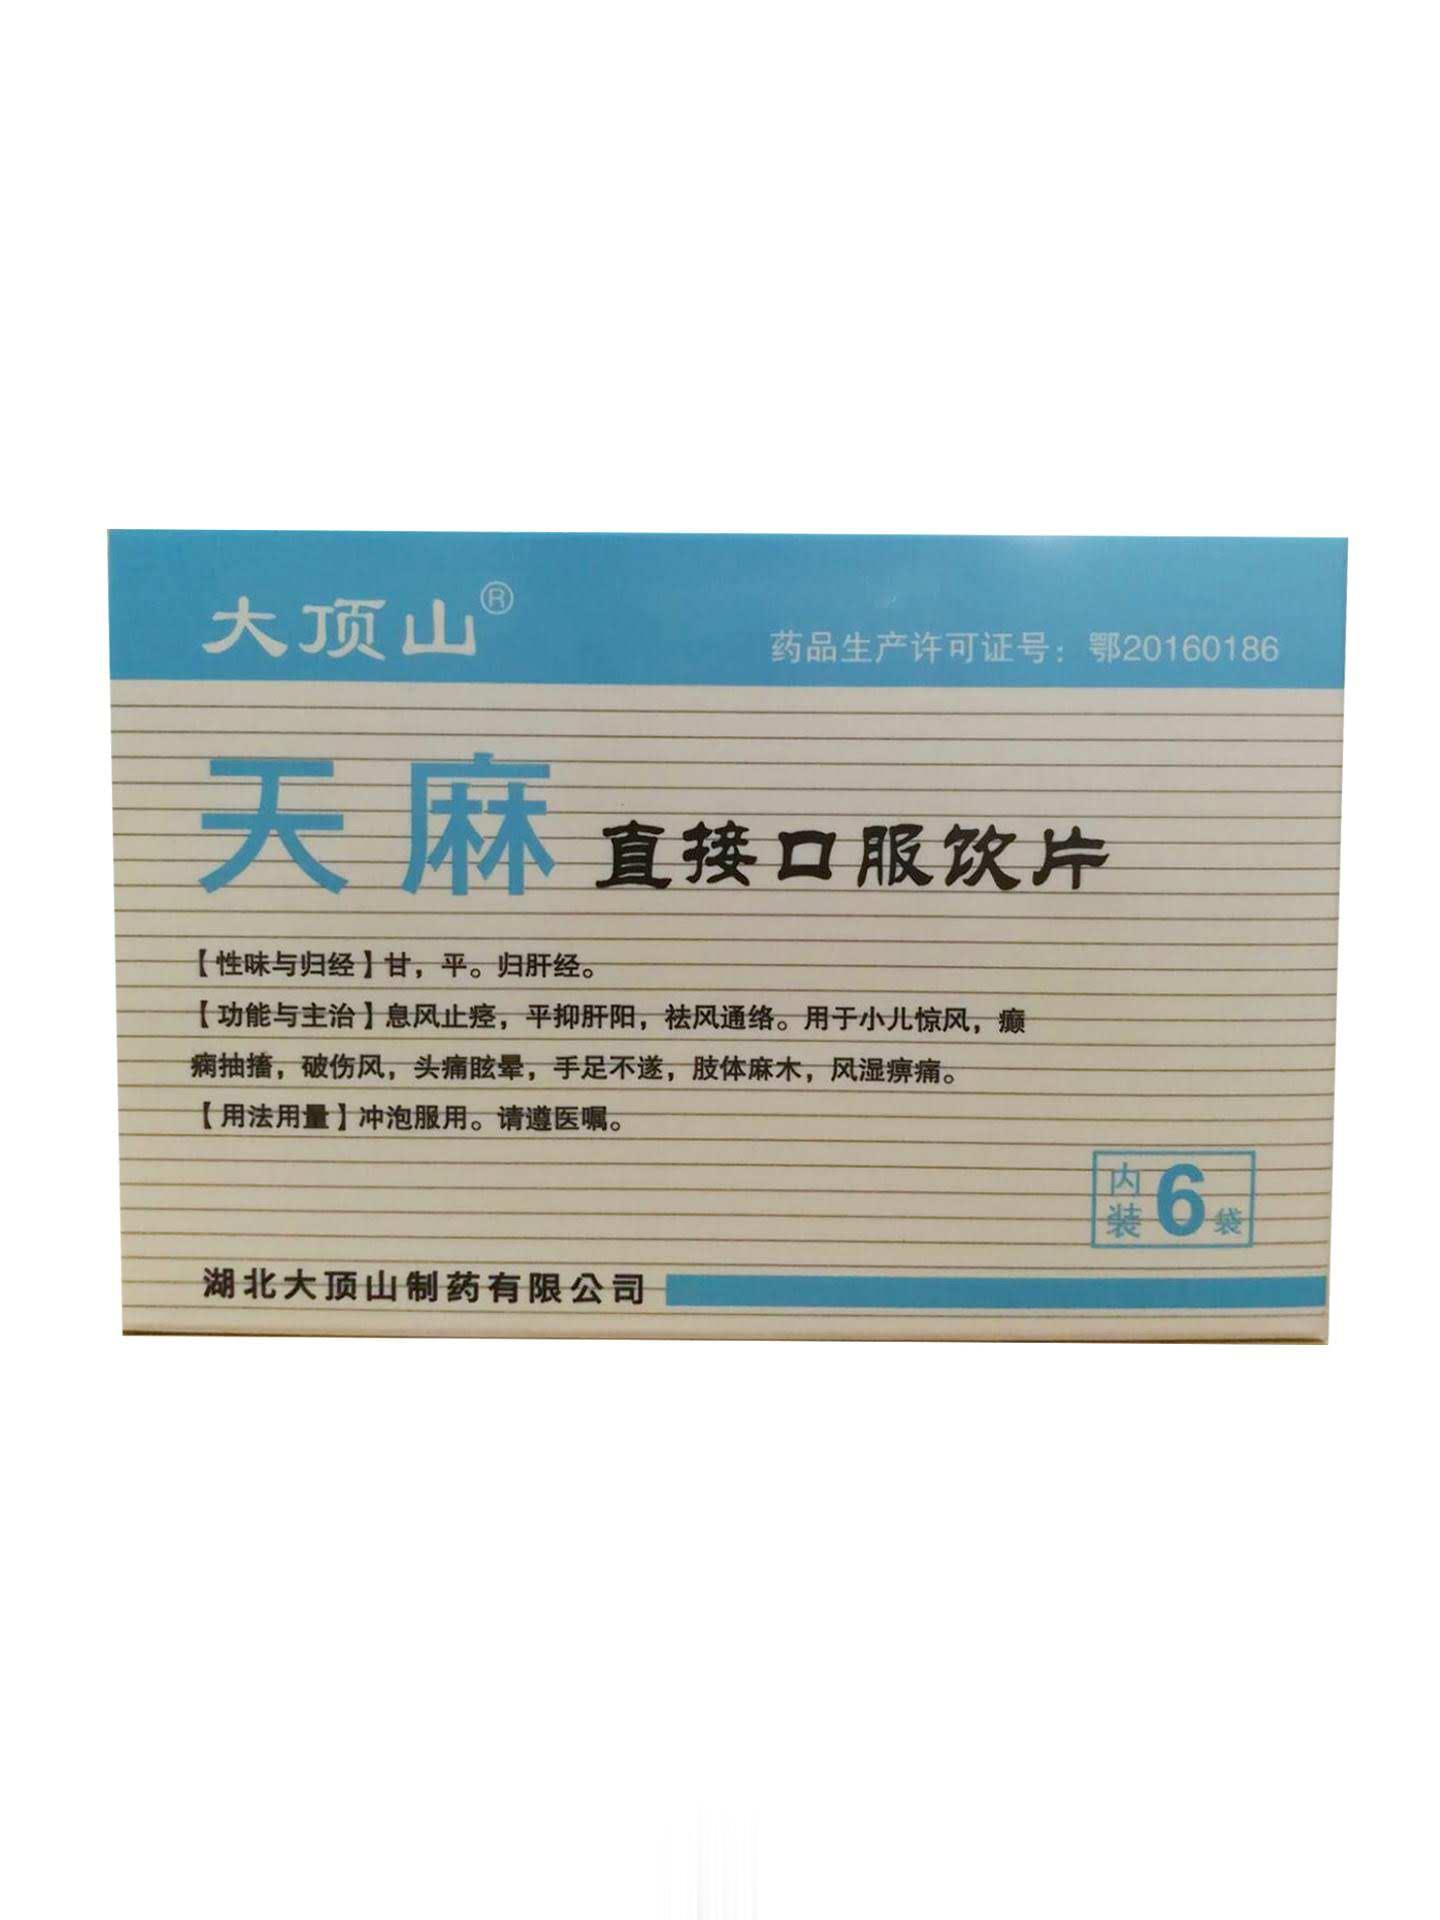 大顶山®
药品生产许可证号：鄂20160186
天麻 直接口服饮片
【性味与归经】甘，平。归肝经。
【功能与主治】息风止痉，平抑肝阳，祛风通络。用于小儿惊风，癫
痫抽搐，破伤风，头痛眩晕，手足不遂，肢体麻木，风湿痹痛。
【用法用量】冲泡服用。请遵医嘱。
内装6袋
湖北大顶山制药有限公司